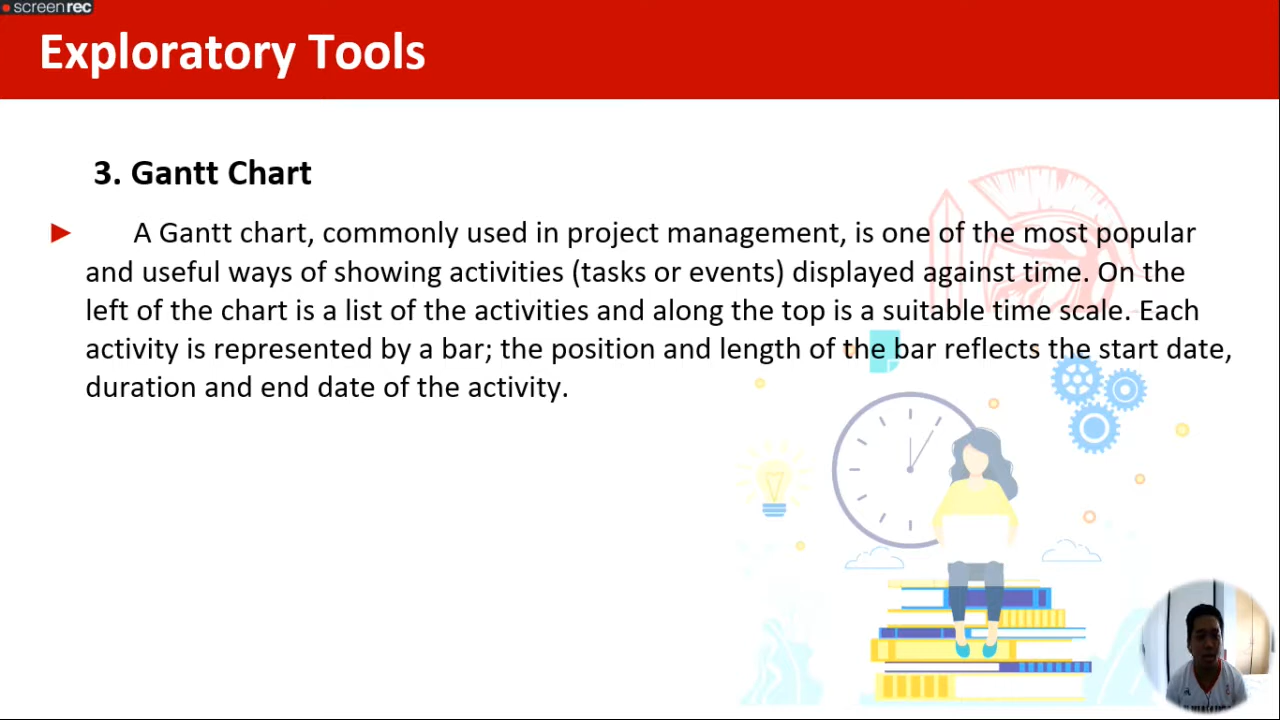 screenrec
Exploratory Tools
3. Gantt Chart
A Gantt chart, commonly used in project management, is one of the most popular
and useful ways of showing activities (tasks or events) displayed against time. On the
left of the chart is a list of the activities and along the top is a suitable time scale. Each
activity is represented by a bar; the position and length of the bar reflects the start date,
duration and end date of the activity.